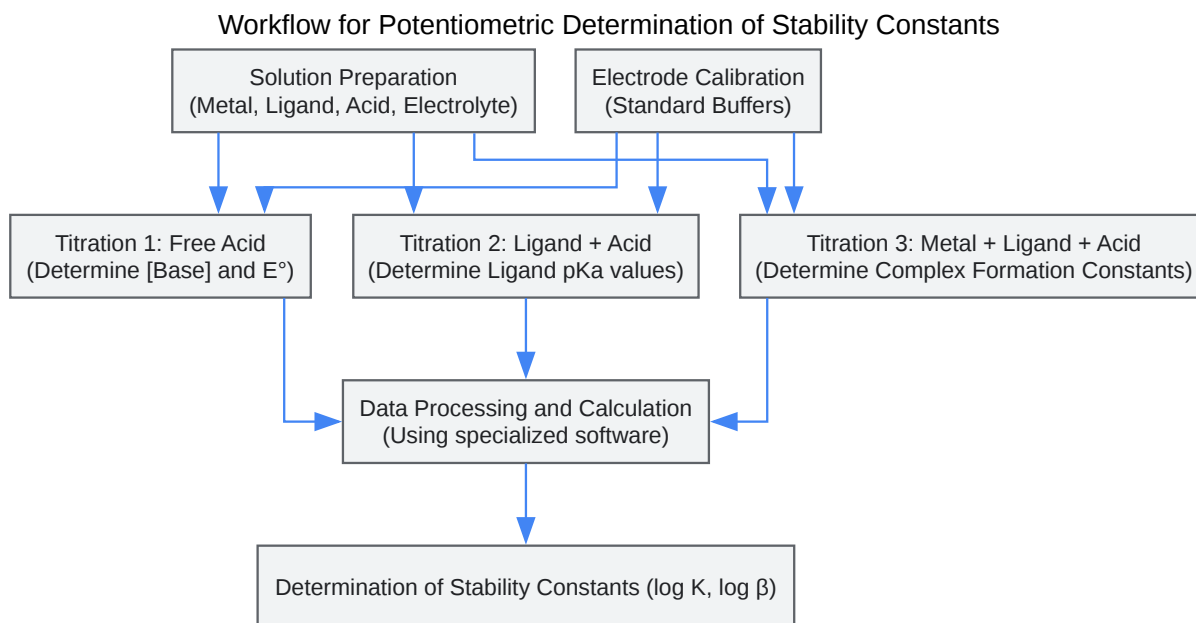 Workflow for Potentiometric Determination of Stability Constants
Solution Preparation
(Metal, Ligand, Acid, Electrolyte)
Electrode Calibration
(Standard Buffers)
Titration 1: Free Acid
(Determine [Base] and E°)
Titration 2: Ligand + Acid
(Determine Ligand pKa values)
Titration 3: Metal + Ligand + Acid
(Determine Complex Formation Constants)
Data Processing and Calculation
(Using specialized software)
Determination of Stability Constants (log K, log β)